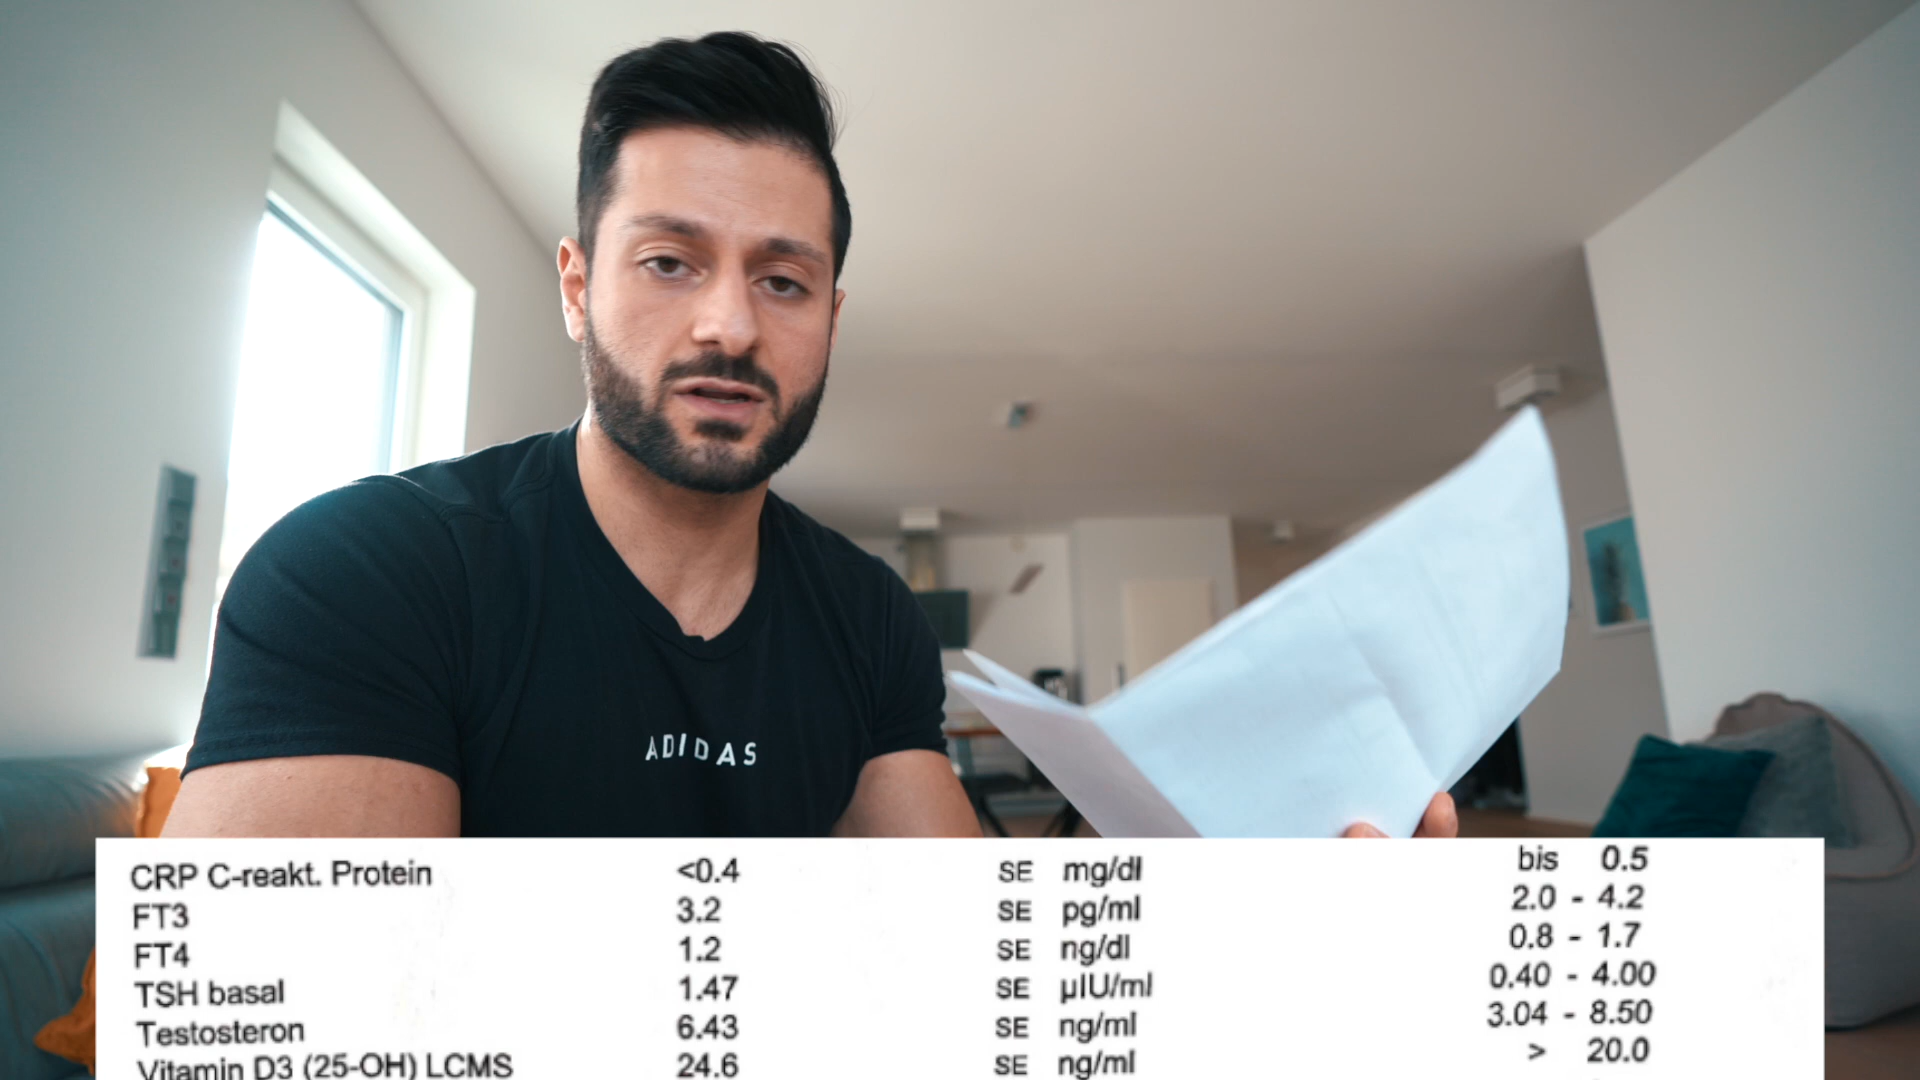 ADIDAS
CRP C-reakt. Protein <0.4 SE mg/dl bis 0.5
FT3 3.2 SE pg/ml 2.0 - 4.2
FT4 1.2 SE ng/dl 0.8 - 1.7
TSH basal 1.47 SE µIU/ml 0.40 - 4.00
Testosteron 6.43 SE ng/ml 3.04 - 8.50
Vitamin D3 (25-OH) LCMS 24.6 SE ng/ml > 20.0